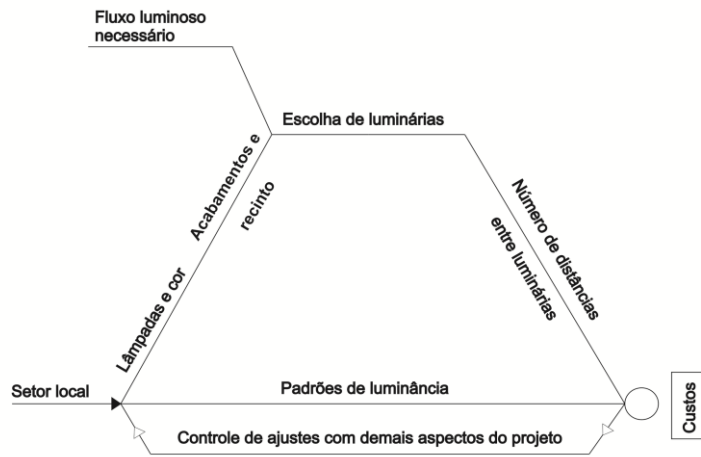 Fluxo luminoso
necessário
Escolha de luminárias
Acabamentos e
recinto
Lâmpadas e cor
Número de distâncias
entre luminárias
Setor local
Padrões de luminância
Custos
Controle de ajustes com demais aspectos do projeto